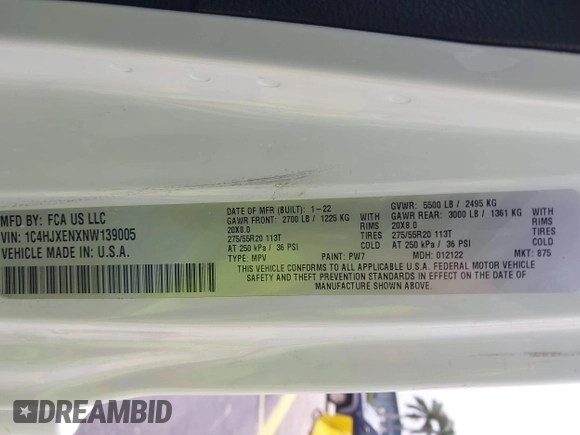 MFD BY: FCA US LLC
VIN: 1C4HJXENXNW139005
VEHICLE MADE IN: U.S.A.
DATE OF MFR (BUILT): 1-22
GAWR FRONT: 2700 LB / 1225 KG WITH
20X8.0 RIMS
275/55R20 113T TIRES
AT 250 kPa / 36 PSI COLD
TYPE: MPV PAINT: PW7
GVWR: 5500 LB / 2495 KG
GAWR REAR: 3000 LB / 1361 KG WITH
20X8.0 RIMS
275/55R20 113T TIRES
AT 250 kPa / 36 PSI COLD
MDH: 012122 MKT: 875
THIS VEHICLE CONFORMS TO ALL APPLICABLE U.S.A. FEDERAL MOTOR VEHICLE
SAFETY AND THEFT PREVENTION STANDARDS IN EFFECT ON THE DATE OF
MANUFACTURE SHOWN ABOVE.
DREAMBID